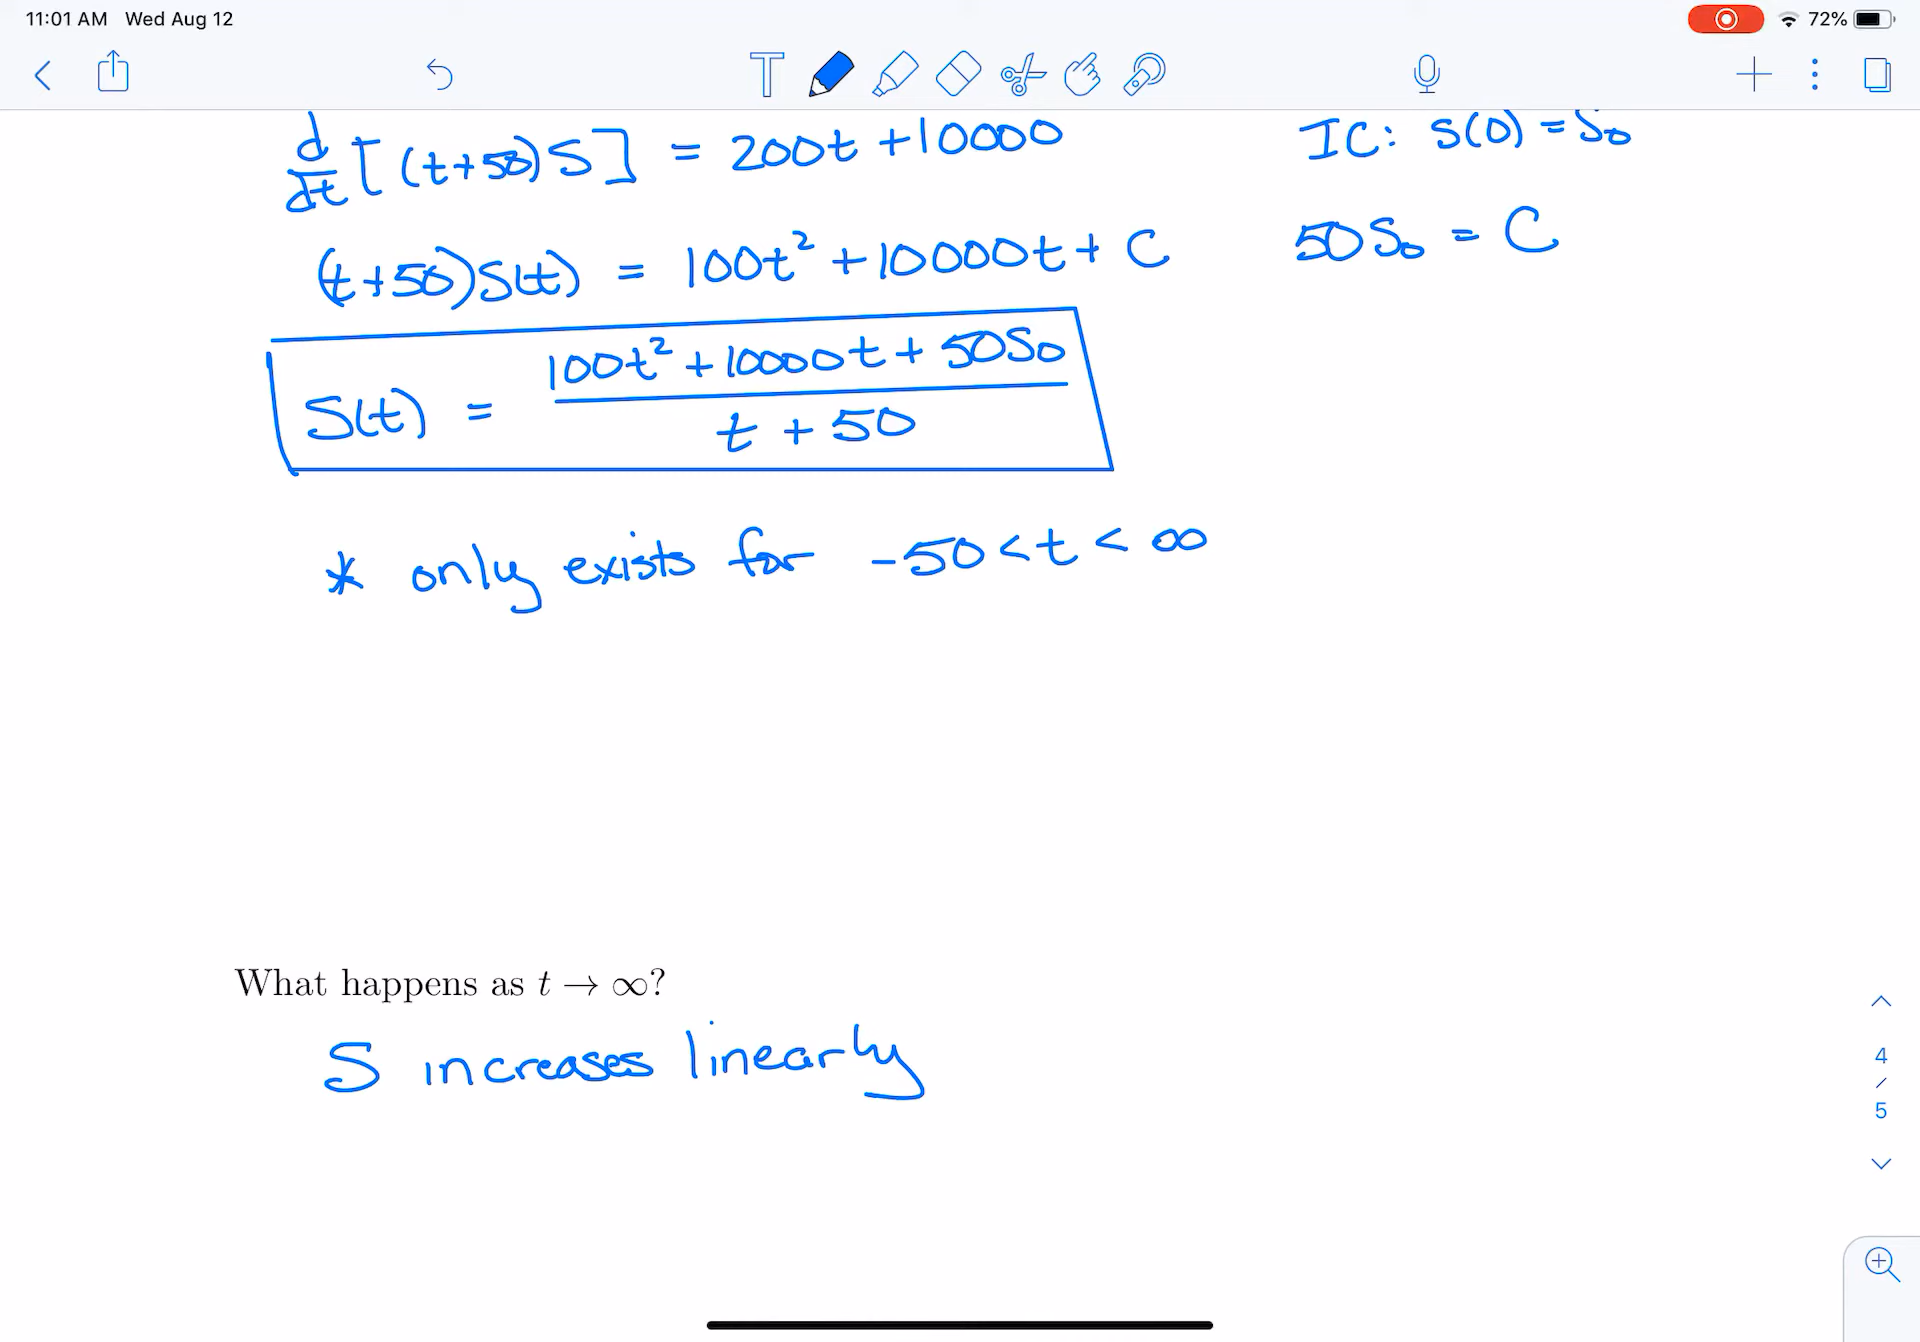 11:01 AM Wed Aug 12 72%
d/dt [(t+50)S] = 200t + 10000
IC: S(0) = S₀
(t+50)S(t) = 100t² + 10000t + C
50S₀ = C
S(t) = (100t² + 10000t + 50S₀)/(t + 50)
* only exists for -50 < t < ∞
What happens as t → ∞?
S increases linearly
4
/
5